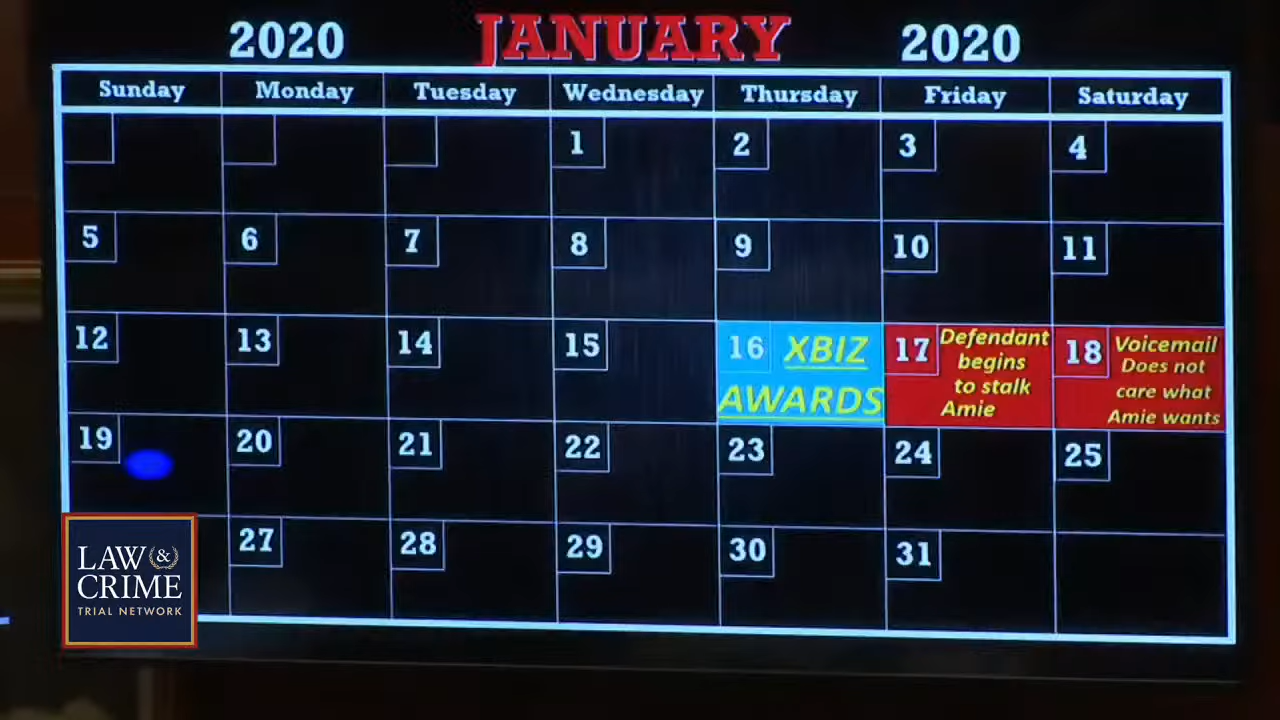 2020 JANUARY 2020
Sunday Monday Tuesday Wednesday Thursday Friday Saturday
1 2 3 4
5 6 7 8 9 10 11
12 13 14 15
16 XBIZ
AWARDS
17 Defendant
begins
to stalk
Amie
18 Voicemail
Does not
care what
Amie wants
19 20 21 22 23 24 25
27 28 29 30 31
LAW &
CRIME
TRIAL NETWORK